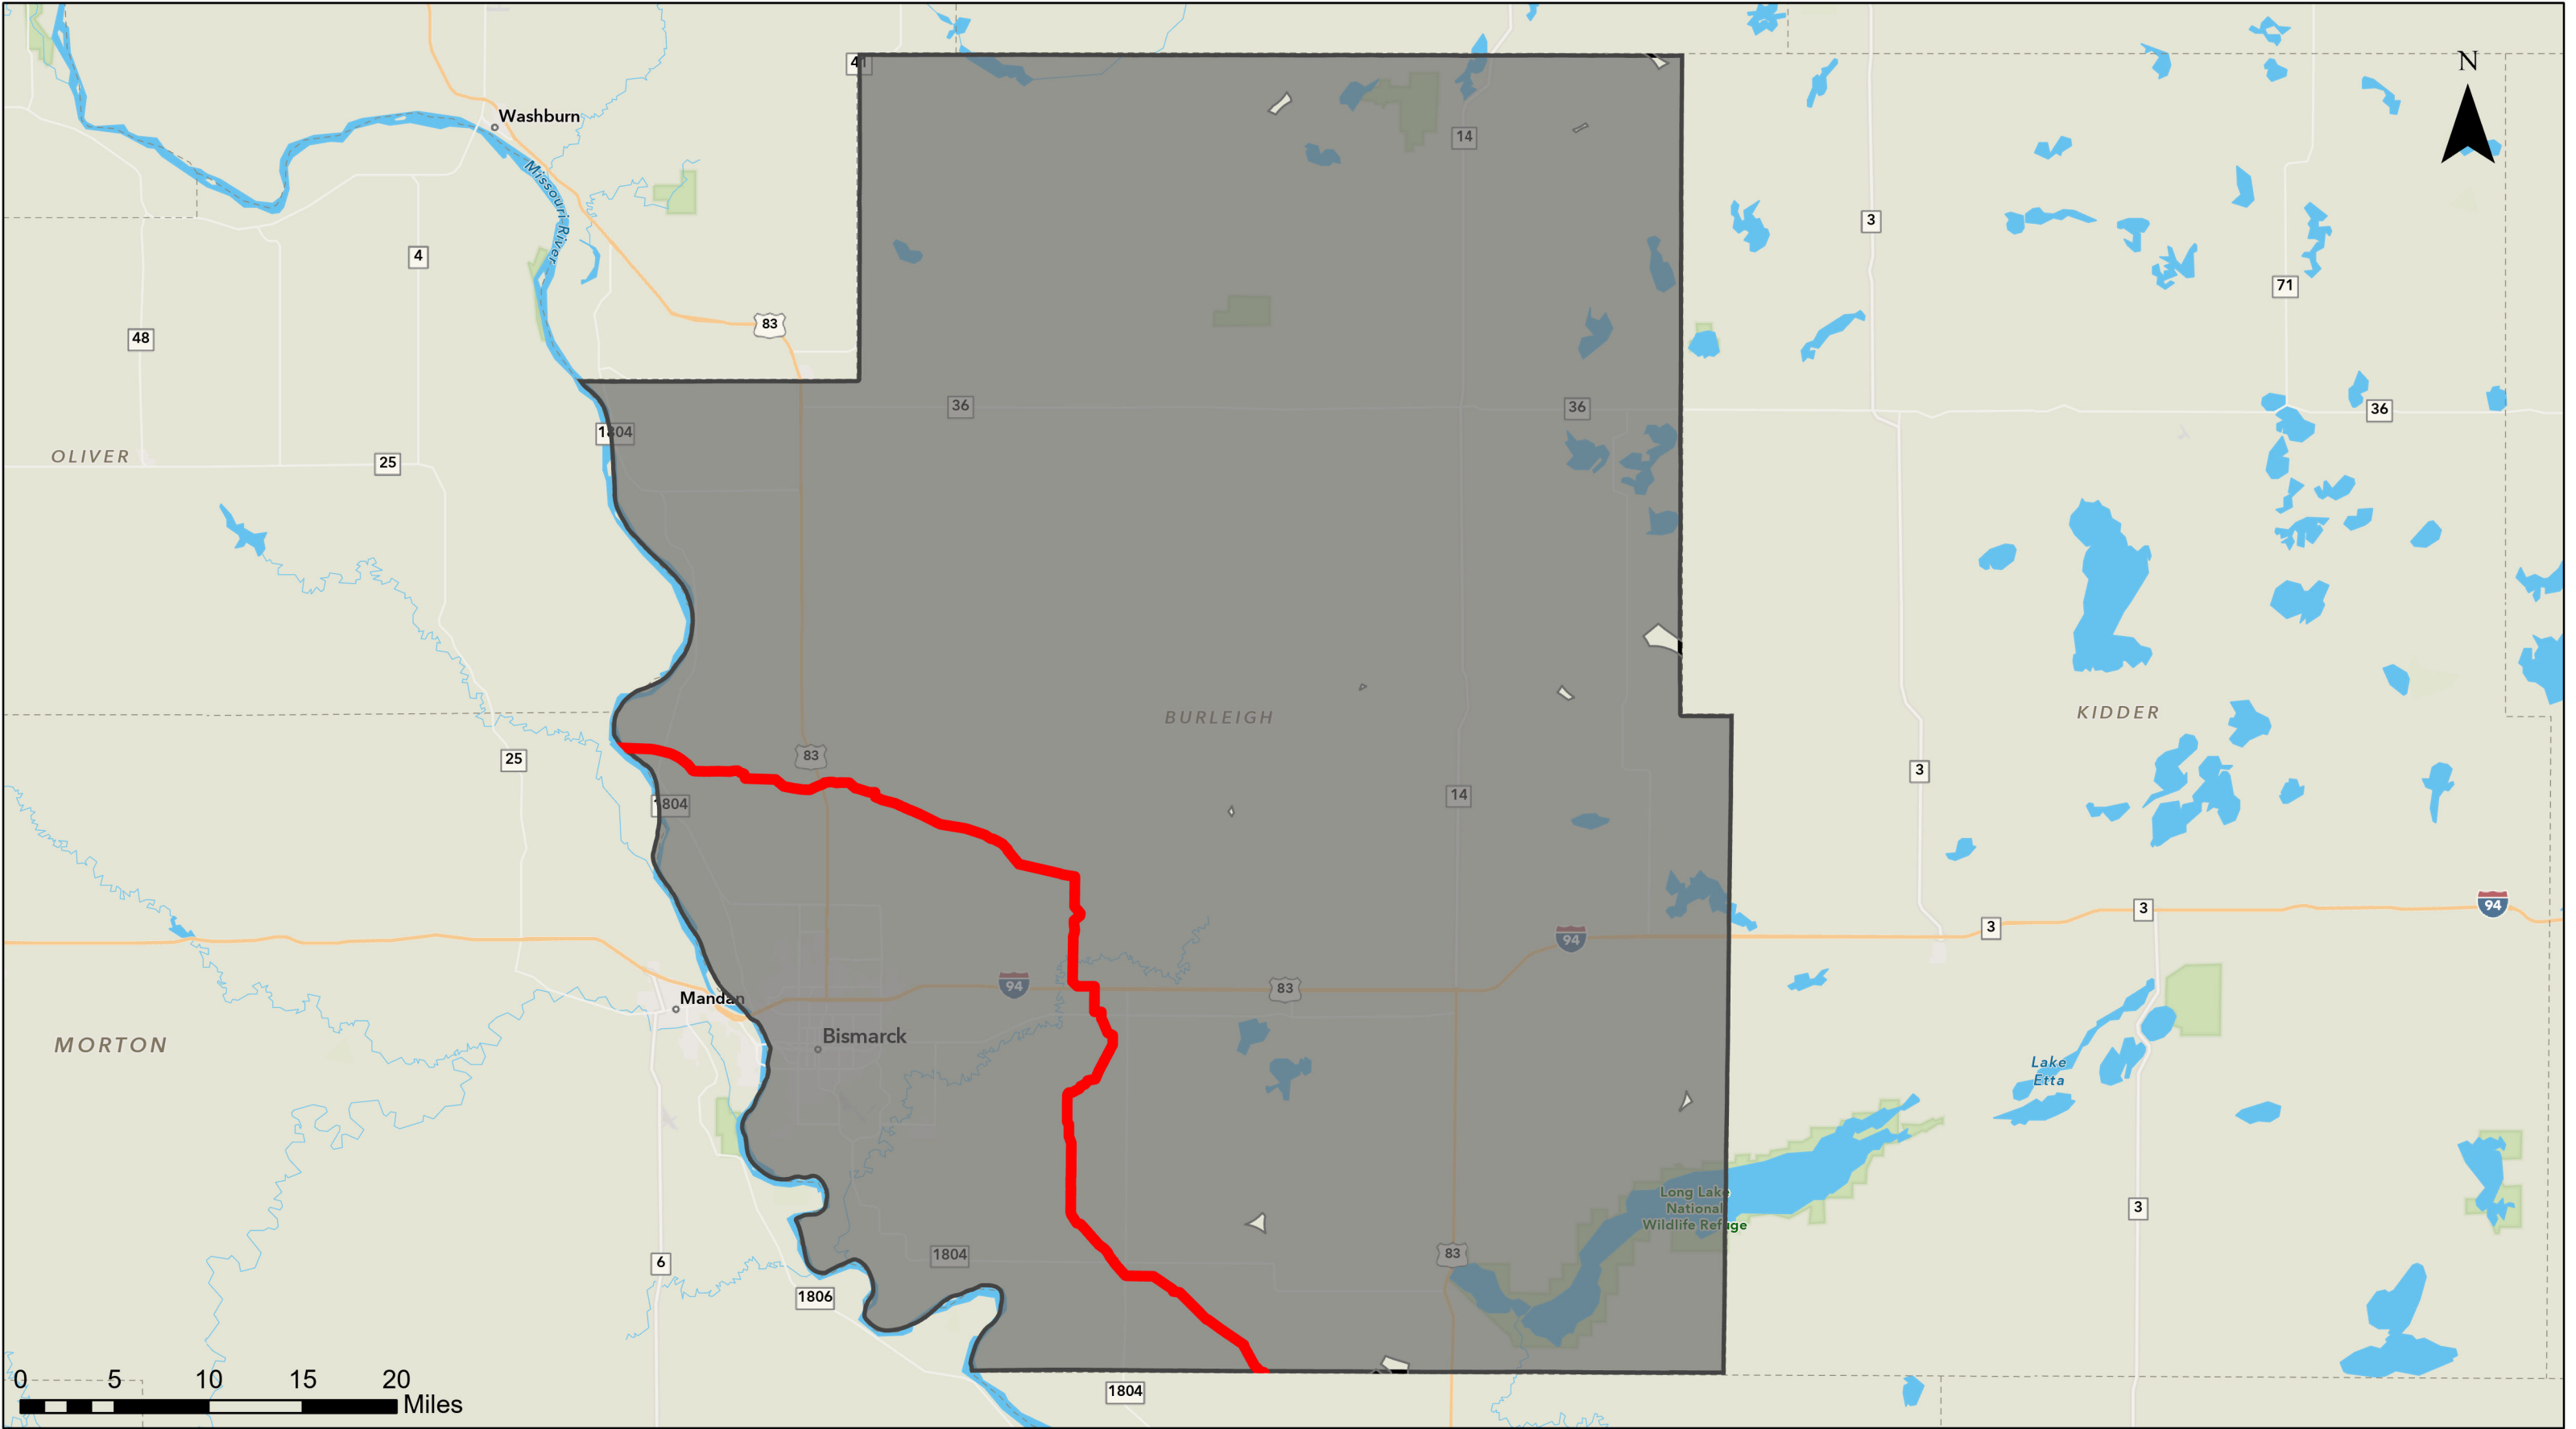 41
N
Washburn
14
Missouri River
3
4
71
83
48
36
36
36
1804
OLIVER
25
BURLEIGH
KIDDER
83
25
3
14
1804
94
3
3
94
94
83
Mandan
Bismarck
MORTON
Lake
Etta
Long Lake
National
Wildlife Refuge
3
1804
83
6
1806
0 5 10 15 20
Miles
1804